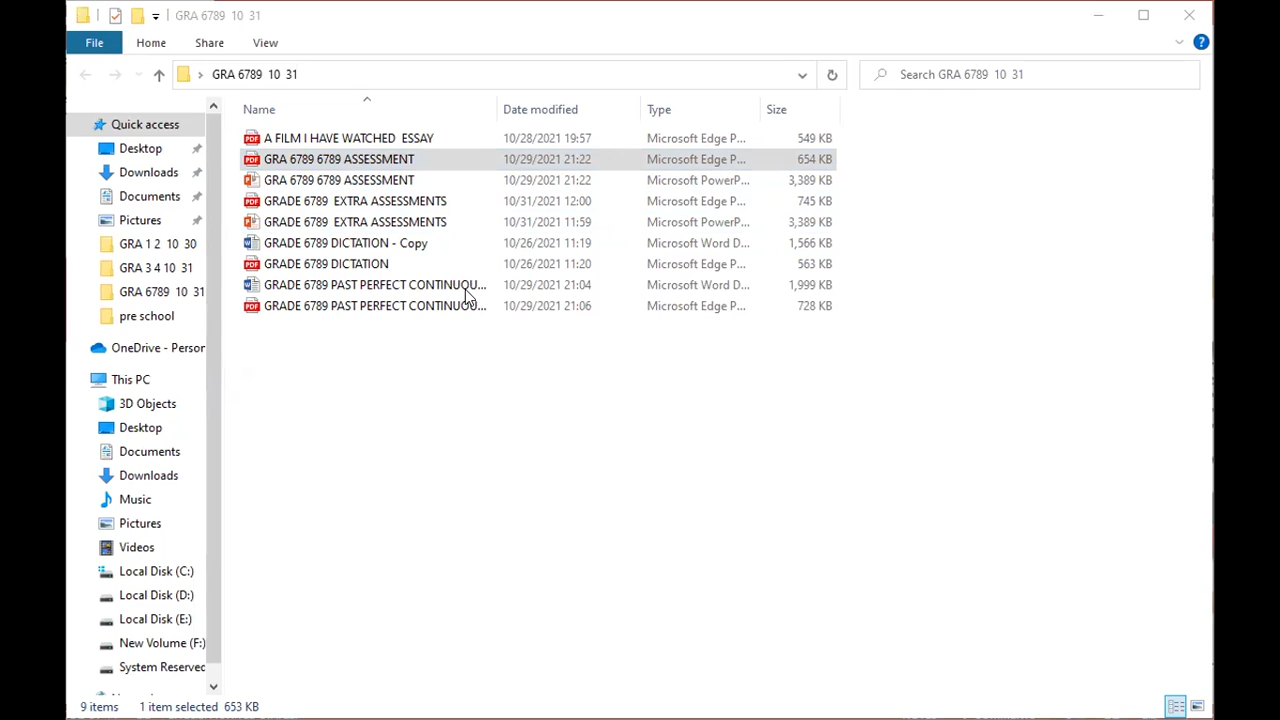 GRA 6789 10 31
File Home Share View
GRA 6789 10 31
Search GRA 6789 10 31
Name Date modified Type Size
Quick access
Desktop
Downloads
Documents
Pictures
GRA 1 2 10 30
GRA 3 4 10 31
GRA 6789 10 31
pre school
OneDrive - Person
This PC
3D Objects
Desktop
Documents
Downloads
Music
Pictures
Videos
Local Disk (C:)
Local Disk (D:)
Local Disk (E:)
New Volume (F:)
System Reserved
A FILM I HAVE WATCHED ESSAY 10/28/2021 19:57 Microsoft Edge P... 549 KB
GRA 6789 6789 ASSESSMENT 10/29/2021 21:22 Microsoft Edge P... 654 KB
GRA 6789 6789 ASSESSMENT 10/29/2021 21:22 Microsoft PowerP... 3,389 KB
GRADE 6789 EXTRA ASSESSMENTS 10/31/2021 12:00 Microsoft Edge P... 745 KB
GRADE 6789 EXTRA ASSESSMENTS 10/31/2021 11:59 Microsoft PowerP... 3,389 KB
GRADE 6789 DICTATION - Copy 10/26/2021 11:19 Microsoft Word D... 1,566 KB
GRADE 6789 DICTATION 10/26/2021 11:20 Microsoft Edge P... 563 KB
GRADE 6789 PAST PERFECT CONTINUOU... 10/29/2021 21:04 Microsoft Word D... 1,999 KB
GRADE 6789 PAST PERFECT CONTINUOU... 10/29/2021 21:06 Microsoft Edge P... 728 KB
9 items 1 item selected 653 KB